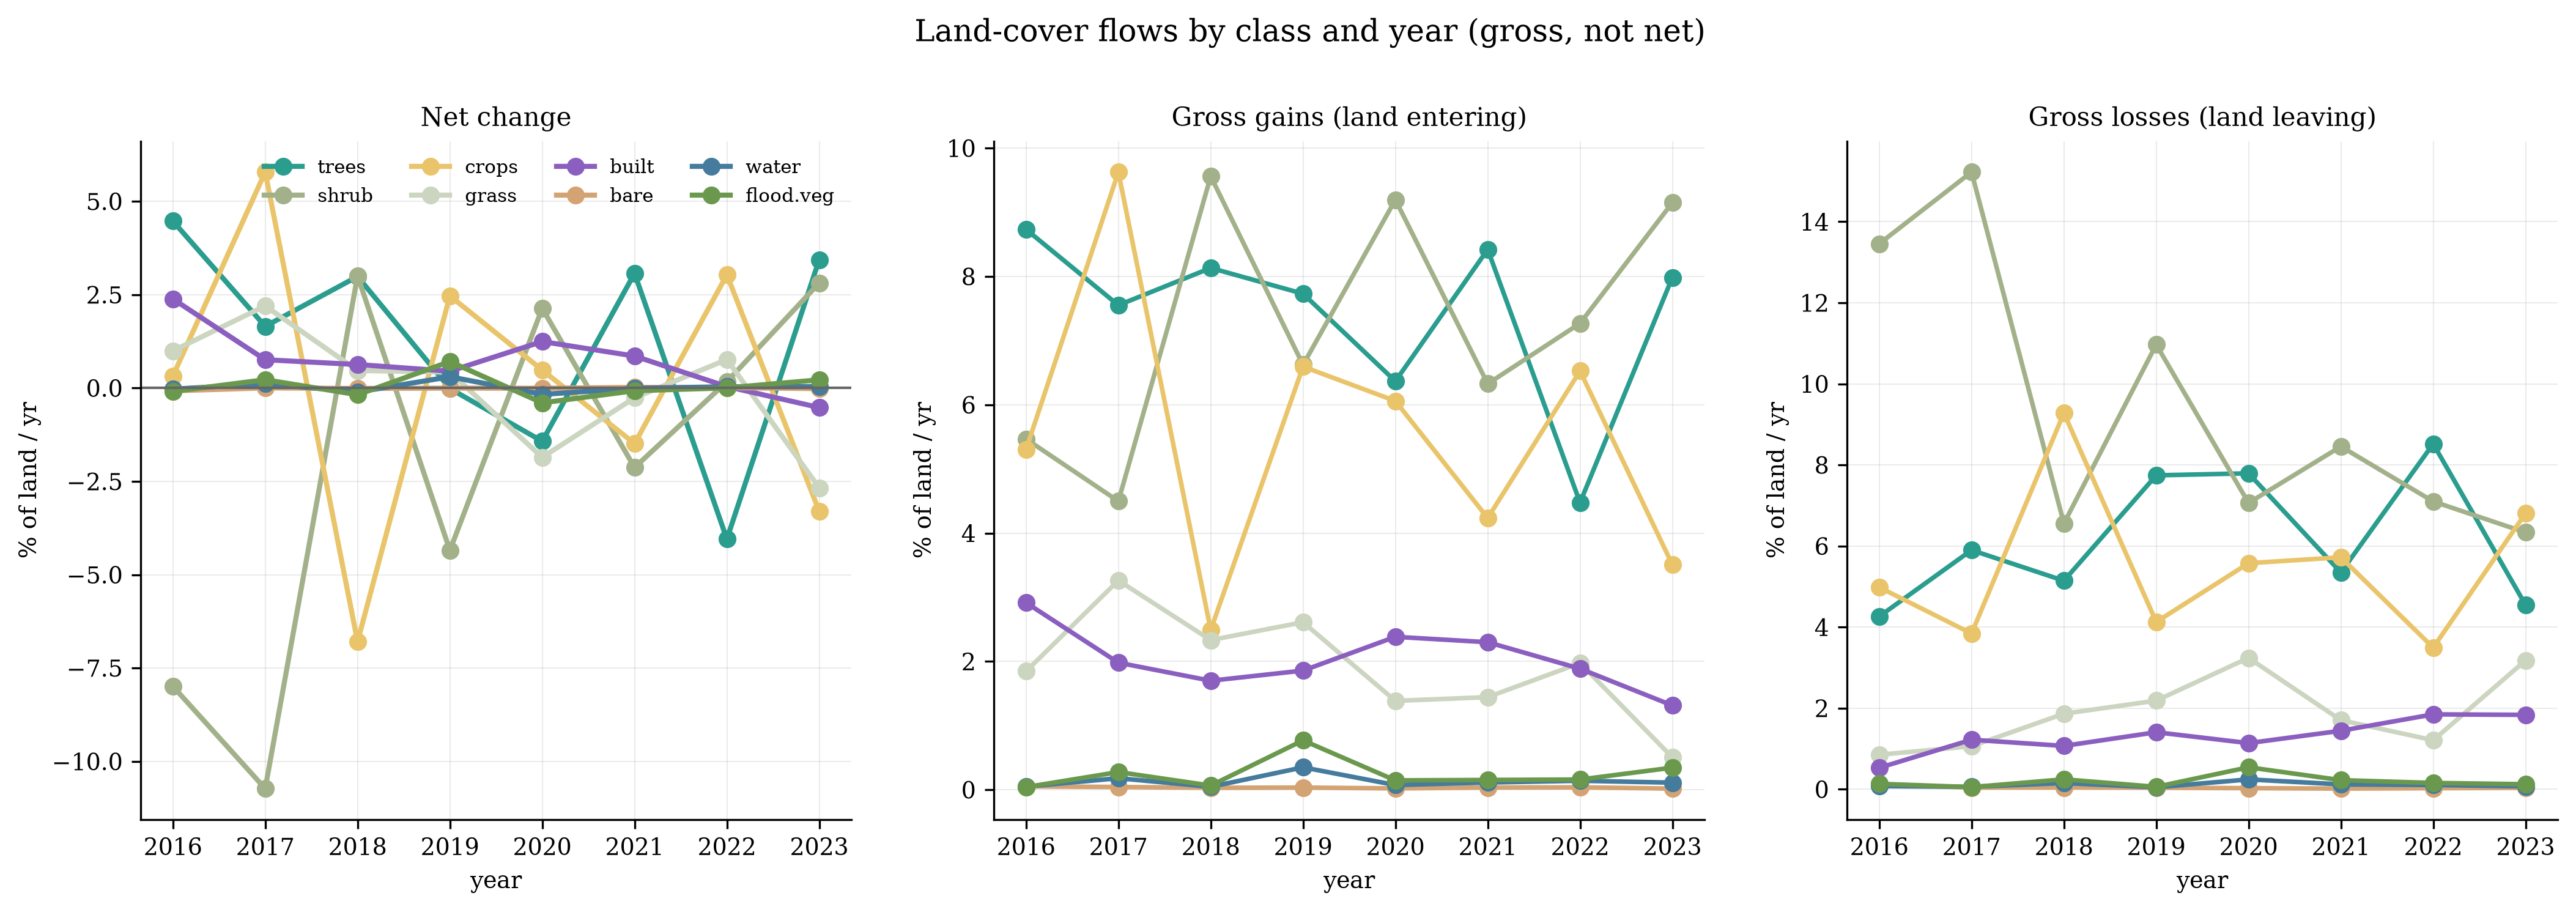 Land-cover flows by class and year (gross, not net)
Net change
trees crops built water
shrub grass bare flood.veg
5.0
2.5
0.0
−2.5
−5.0
−7.5
−10.0
% of land / yr
2016 2017 2018 2019 2020 2021 2022 2023
year
Gross gains (land entering)
10
8
6
4
2
0
% of land / yr
2016 2017 2018 2019 2020 2021 2022 2023
year
Gross losses (land leaving)
14
12
10
8
6
4
2
0
% of land / yr
2016 2017 2018 2019 2020 2021 2022 2023
year